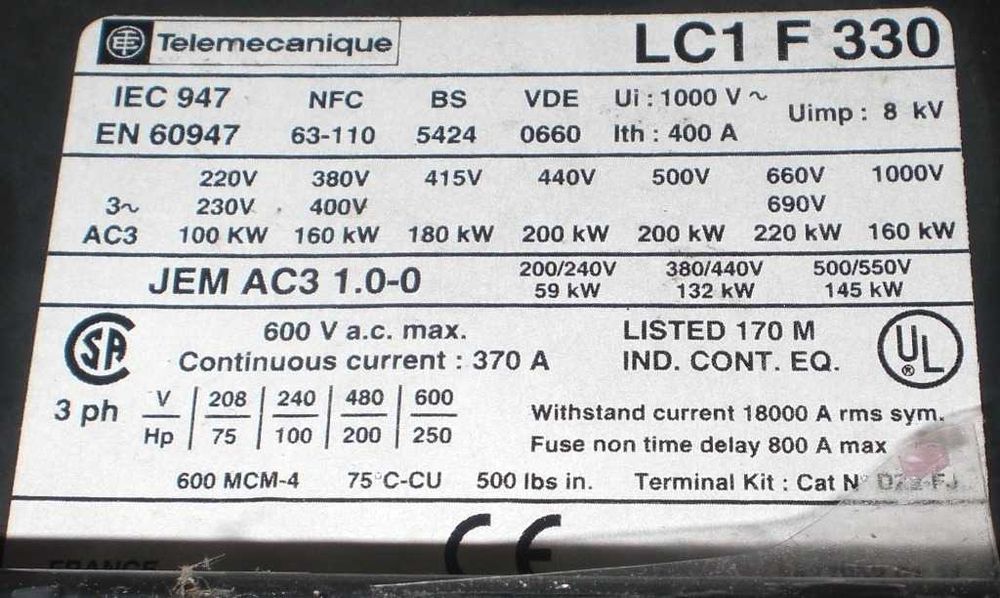 Telemecanique LC1 F 330
IEC 947 NFC BS VDE Ui : 1000 V ~ Uimp : 8 kV
EN 60947 63-110 5424 0660 Ith : 400 A
220V 380V 415V 440V 500V 660V 1000V
3~ 230V 400V 690V
AC3 100 KW 160 kW 180 kW 200 kW 200 kW 220 kW 160 kW
JEM AC3 1.0-0 200/240V 380/440V 500/550V
59 kW 132 kW 145 kW
SA 600 V a.c. max. LISTED 170 M UL
Continuous current : 370 A IND. CONT. EQ. ®
3 ph V 208 240 480 600
Hp 75 100 200 250
Withstand current 18000 A rms sym.
Fuse non time delay 800 A max
600 MCM-4 75°C-CU 500 lbs in. Terminal Kit : Cat N°
CE
FRANCE